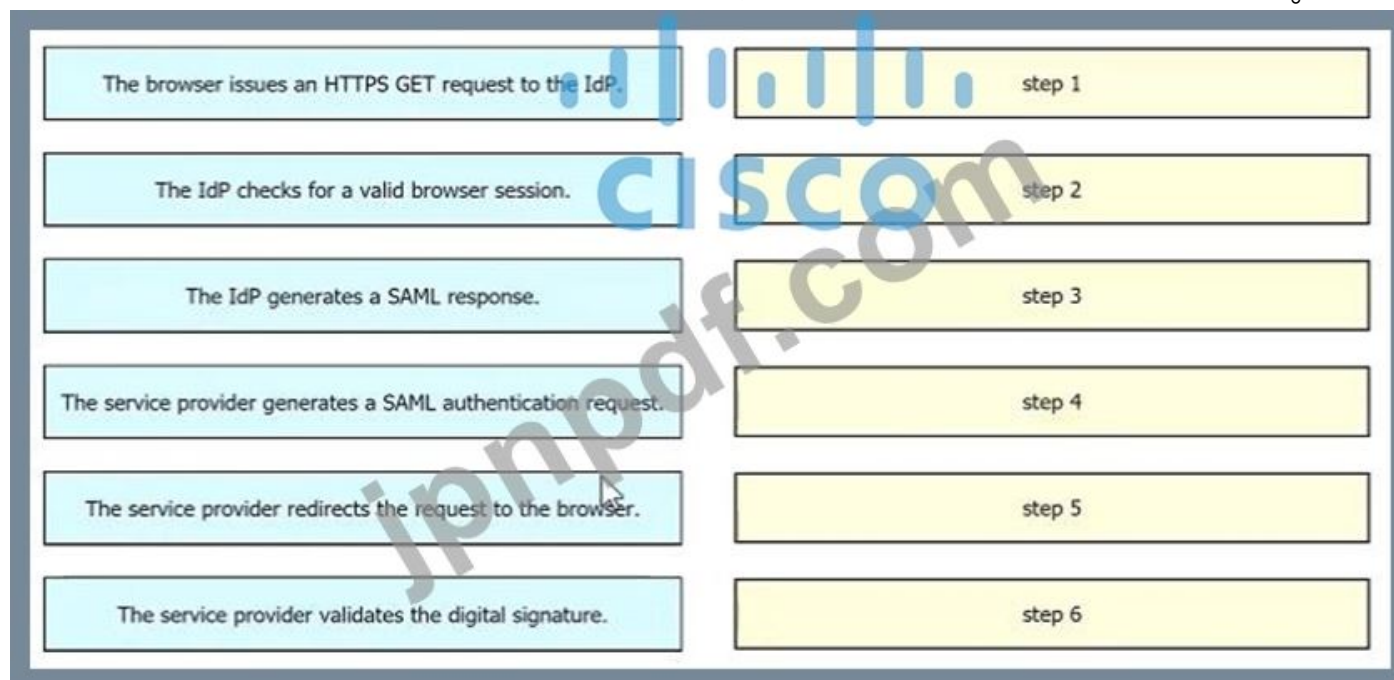 The browser issues an HTTPS GET request to the IdP.
step 1
The IdP checks for a valid browser session.
step 2
The IdP generates a SAML response.
step 3
The service provider generates a SAML authentication request.
step 4
The service provider redirects the request to the browser.
step 5
The service provider validates the digital signature.
step 6
CISCO
jpnpdf.com